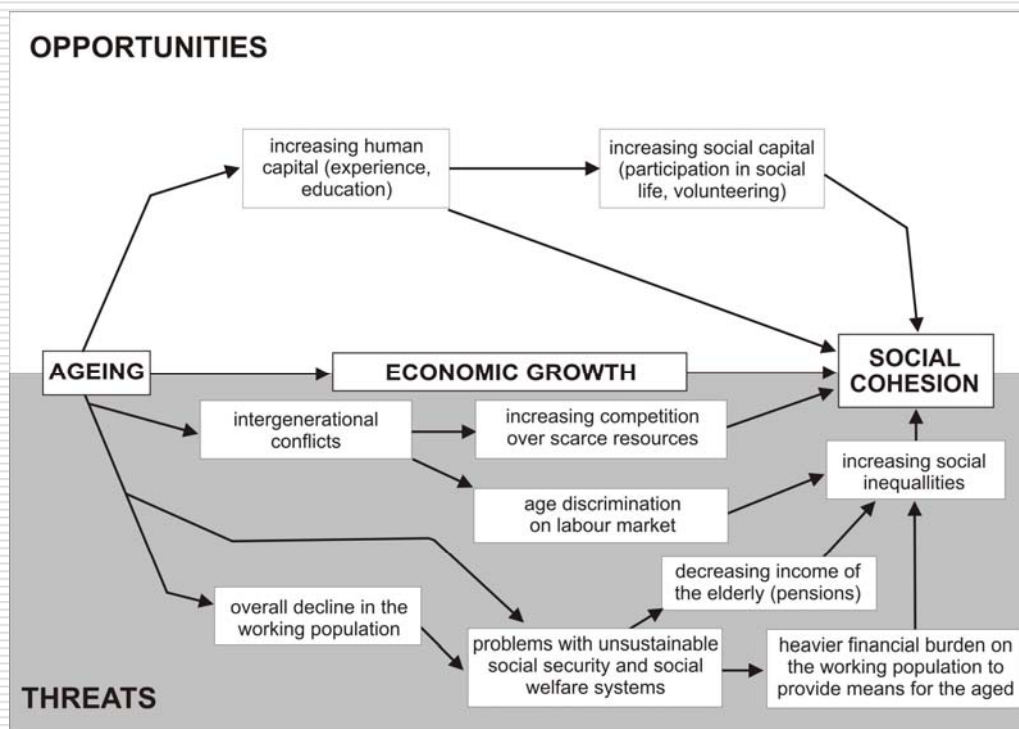 OPPORTUNITIES
increasing human
capital (experience,
education)
increasing social capital
(participation in social
life, volunteering)
AGEING
ECONOMIC GROWTH
SOCIAL
COHESION
intergenerational
conflicts
increasing competition
over scarce resources
increasing social
inequallities
age discrimination
on labour market
decreasing income of
the elderly (pensions)
overall decline in the
working population
problems with unsustainable
social security and social
welfare systems
heavier financial burden on
the working population to
provide means for the aged
THREATS